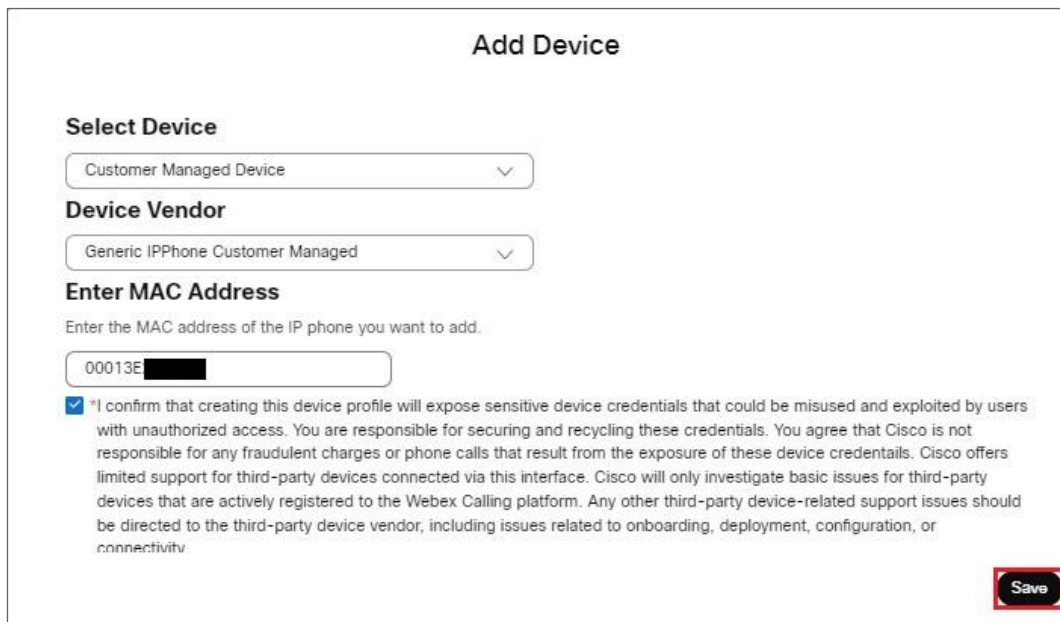 Add Device
Select Device
Customer Managed Device
Device Vendor
Generic IPPhone Customer Managed
Enter MAC Address
Enter the MAC address of the IP phone you want to add.
00013E
*I confirm that creating this device profile will expose sensitive device credentials that could be misused and exploited by users
with unauthorized access. You are responsible for securing and recycling these credentials. You agree that Cisco is not
responsible for any fraudulent charges or phone calls that result from the exposure of these device credentails. Cisco offers
limited support for third-party devices connected via this interface. Cisco will only investigate basic issues for third-party
devices that are actively registered to the Webex Calling platform. Any other third-party device-related support issues should
be directed to the third-party device vendor, including issues related to onboarding, deployment, configuration, or
connectivity
Save